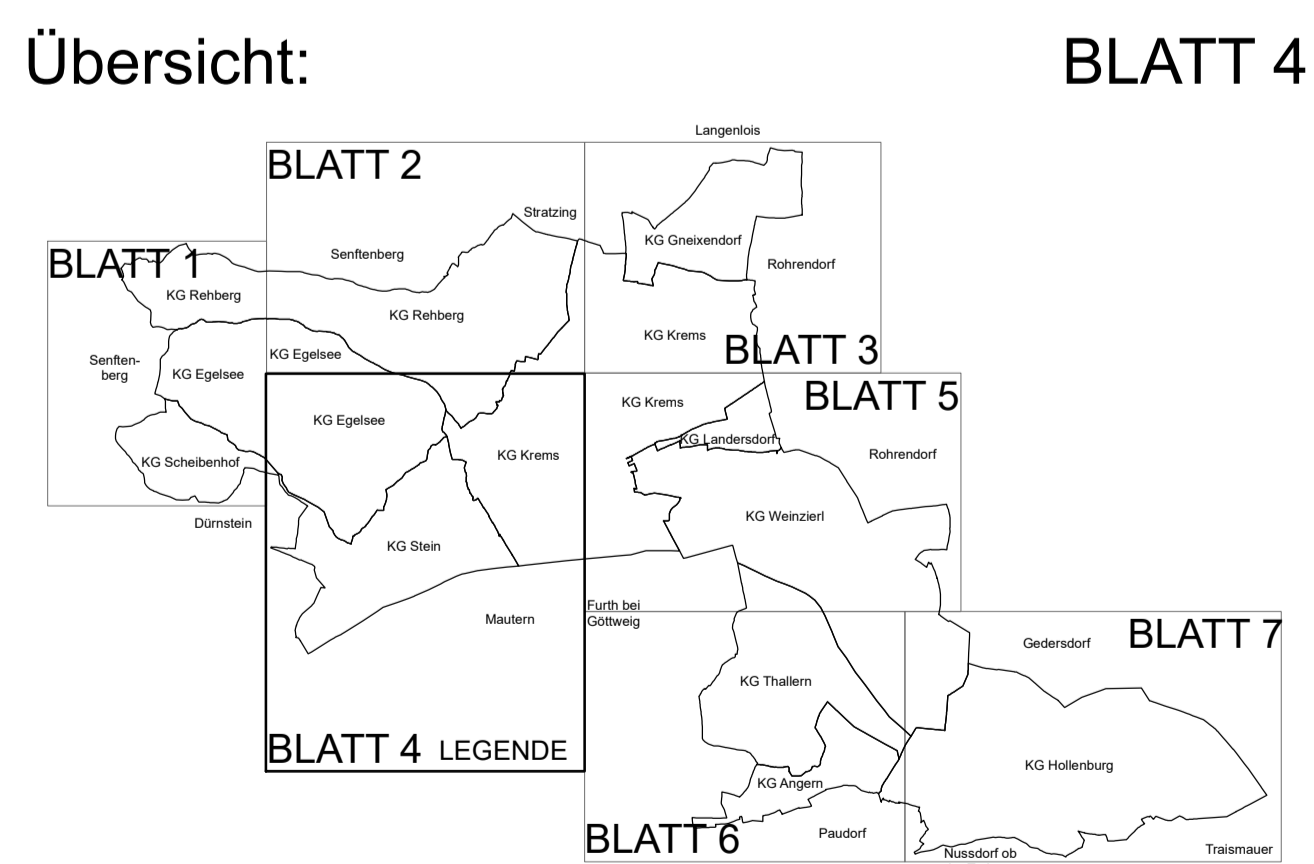 Übersicht:
BLATT 4
Langenlois
BLATT 2
Stratzing
KG Gneixendorf
Senftenberg
BLATT 1
Rohrendorf
KG Rehberg
KG Rehberg
KG Krems
BLATT 3
KG Egelsee
Senften-
berg
KG Egelsee
BLATT 5
KG Krems
KG Egelsee
KG Landersdorf
KG Krems
Rohrendorf
KG Scheibenhof
KG Weinzierl
Dürnstein
KG Stein
Furth bei
Göttweig
Mautern
Gedersdorf
BLATT 7
KG Thallern
BLATT 4
LEGENDE
KG Hollenburg
KG Angern
BLATT 6
Paudorf
Nussdorf ob
Traismauer